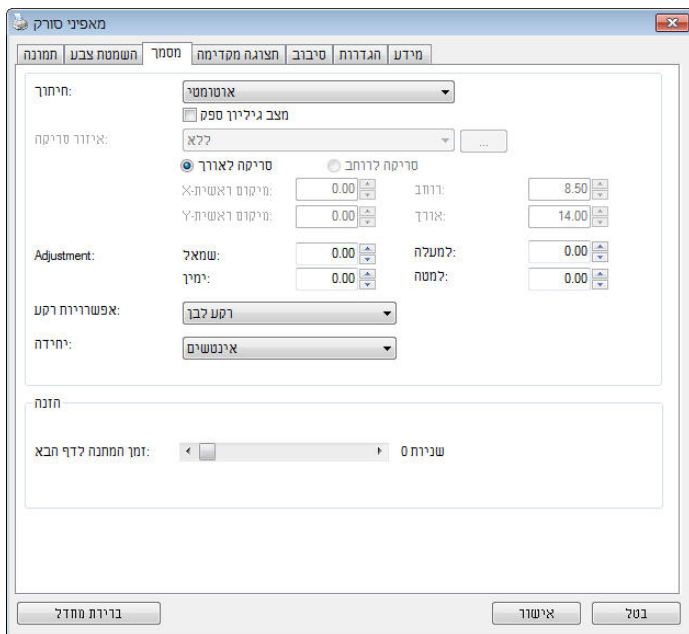 מאפיני סורק
תמונה השמטת צבע מסמך תצוגה מקדימה סיבוב הגדרות מידע
חיתוך: אוטומטי
מצב גיליון ספק
איזור סריקה: ללא ...
סריקה לאורך סריקה לרוחב
מיקום ראשית-X: 0.00 רוחב: 8.50
מיקום ראשית-Y: 0.00 אורך: 14.00
Adjustment: שמאל: 0.00 למעלה: 0.00
ימין: 0.00 למטה: 0.00
אפשרויות רקע: רקע לבן
יחידה: אינטשים
הזנה
זמן המתנה לדף הבא: 0 שניות
ברירת מחדל אישור בטל